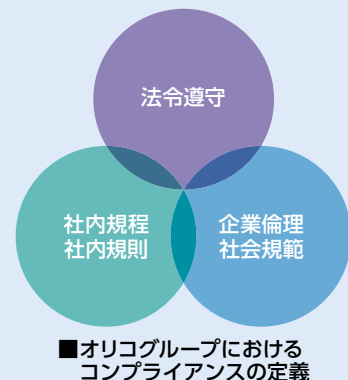 法令遵守
社内規程
社内規則
企業倫理
社会規範
■オリコグループにおける
コンプライアンスの定義